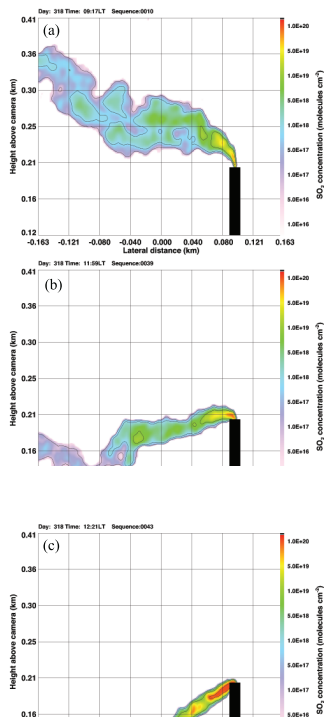 Day: 318 Time: 09:17LT Sequence:0010
(a)
0.41
0.36
0.30
0.25
0.21
0.16
0.12
Height above camera (km)
-0.163 -0.121 -0.080 -0.040 0.000 0.040 0.080 0.121 0.163
Lateral distance (km)
1.0E+20
5.0E+19
1.0E+19
5.0E+18
1.0E+18
5.0E+17
1.0E+17
5.0E+16
1.0E+16
SO₂ concentration (molecules cm⁻²)
Day: 318 Time: 11:59LT Sequence:0039
(b)
0.41
0.36
0.30
0.25
0.21
0.16
Height above camera (km)
1.0E+20
5.0E+19
1.0E+19
5.0E+18
1.0E+18
5.0E+17
1.0E+17
5.0E+16
SO₂ concentration (molecules cm⁻²)
Day: 318 Time: 12:21LT Sequence:0043
(c)
0.41
0.36
0.30
0.25
0.21
0.16
Height above camera (km)
1.0E+20
5.0E+19
1.0E+19
5.0E+18
1.0E+18
5.0E+17
1.0E+17
5.0E+16
SO₂ concentration (molecules cm⁻²)